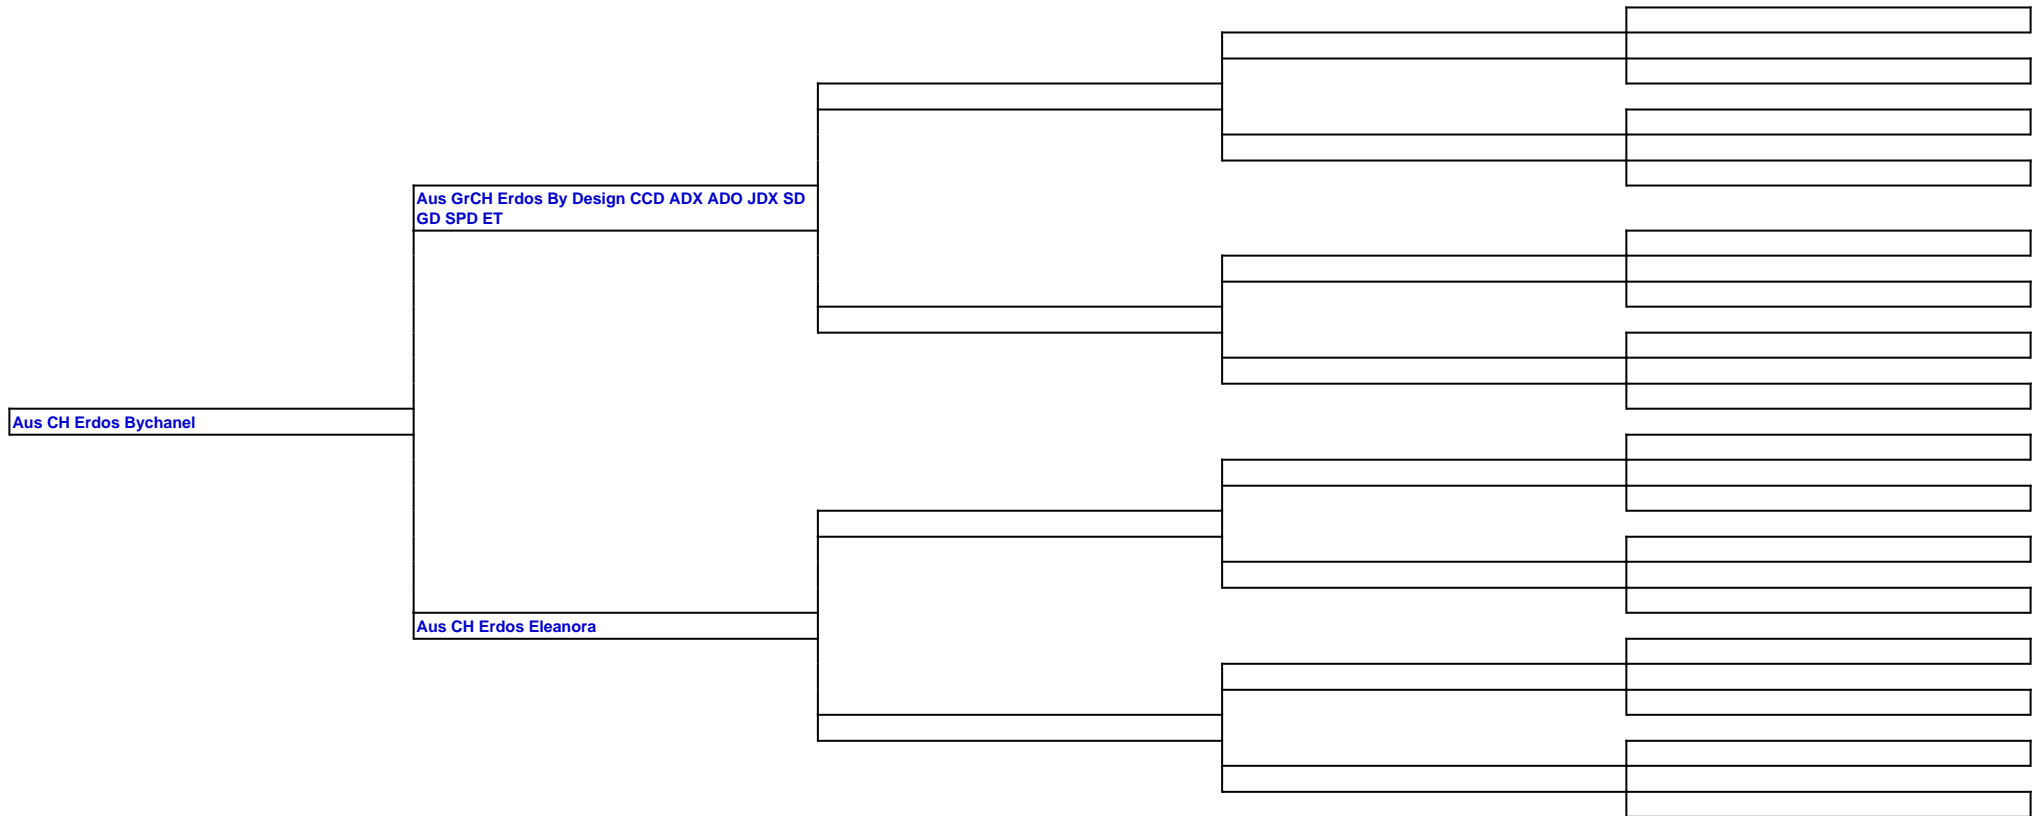 Aus GrCH Erdos By Design CCD ADX ADO JDX SD
GD SPD ET
Aus CH Erdos Bychanel
Aus CH Erdos Eleanora